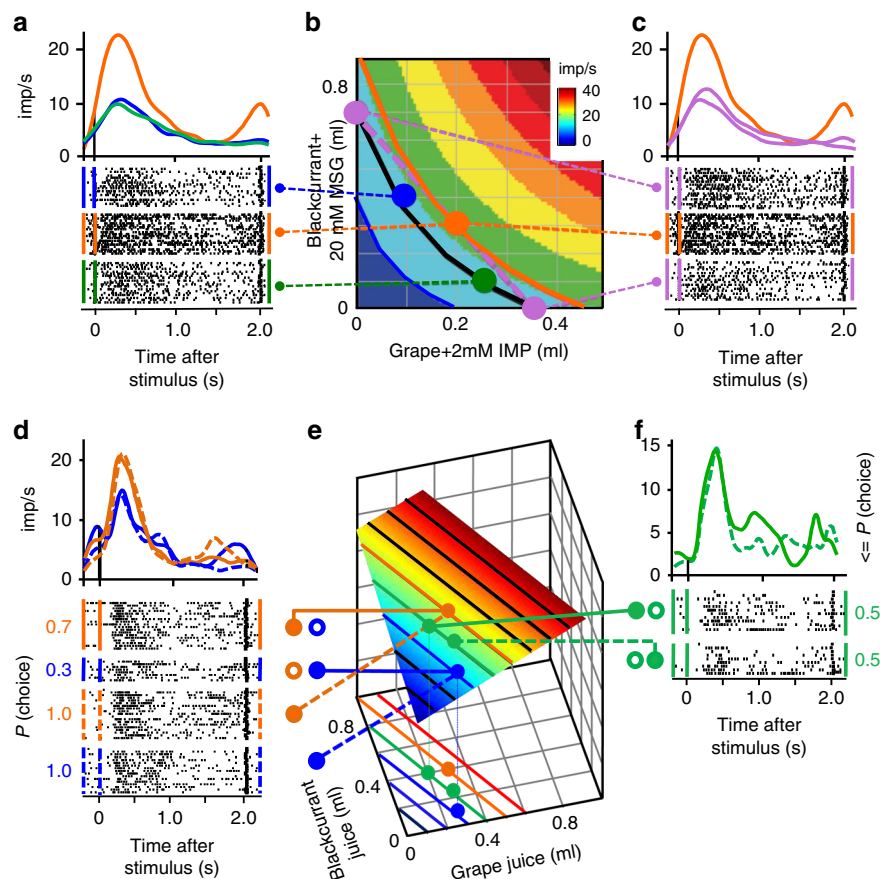 a
imp/s
20
10
0
0
1.0
2.0
Time after
stimulus (s)
b
Blackcurrant+
20 mM MSG (ml)
0.8
0
0
0.2
0.4
Grape+2mM IMP (ml)
imp/s
40
20
0
c
20
10
0
0
1.0
2.0
Time after
stimulus (s)
d
imp/s
20
10
0
P (choice)
0.7
0.3
1.0
1.0
0
1.0
2.0
Time after
stimulus (s)
e
0.8
0.4
0
Blackcurrant
juice (ml)
0
0.4
0.8
Grape juice (ml)
f
15
10
5
0
<= P (choice)
0.5
0.5
0
1.0
2.0
Time after
stimulus (s)